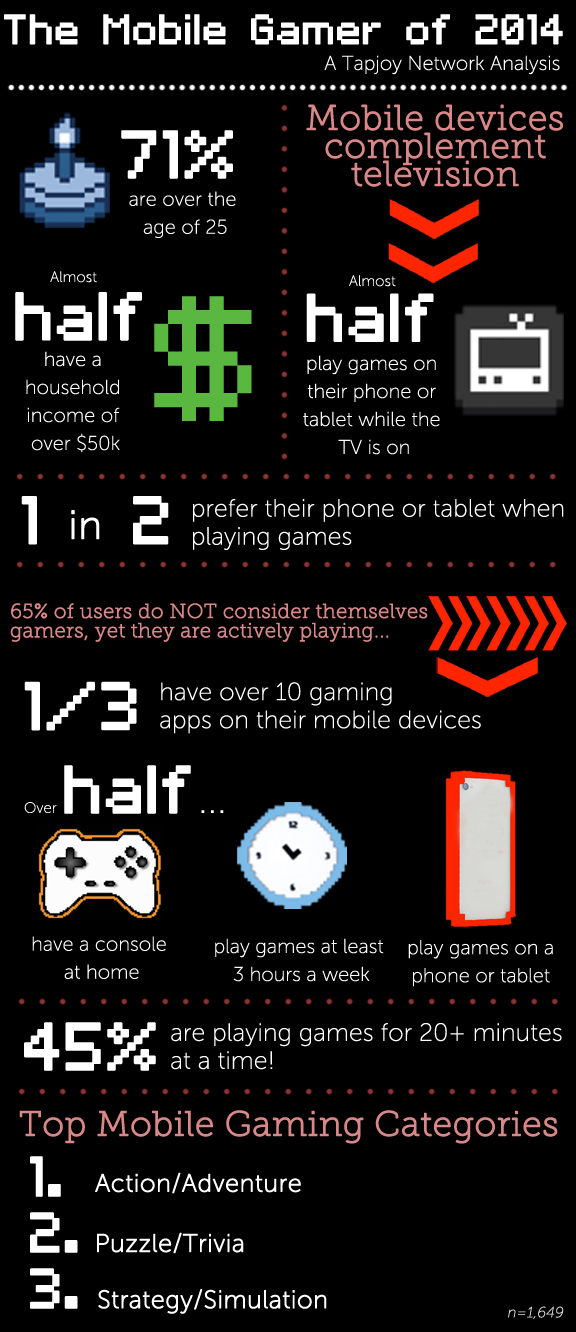 The Mobile Gamer of 2014
A Tapjoy Network Analysis
71%
are over the
age of 25
Almost
half
have a
household
income of
over $50k
Mobile devices
complement
television
Almost
half
play games on
their phone or
tablet while the
TV is on
1 in 2
prefer their phone or tablet when
playing games
65% of users do NOT consider themselves
gamers, yet they are actively playing...
1/3
have over 10 gaming
apps on their mobile devices
Over half ...
12
3
6
9
have a console
at home
play games at least
3 hours a week
play games on a
phone or tablet
45%
are playing games for 20+ minutes
at a time!
Top Mobile Gaming Categories
1. Action/Adventure
2. Puzzle/Trivia
3. Strategy/Simulation
n=1,649